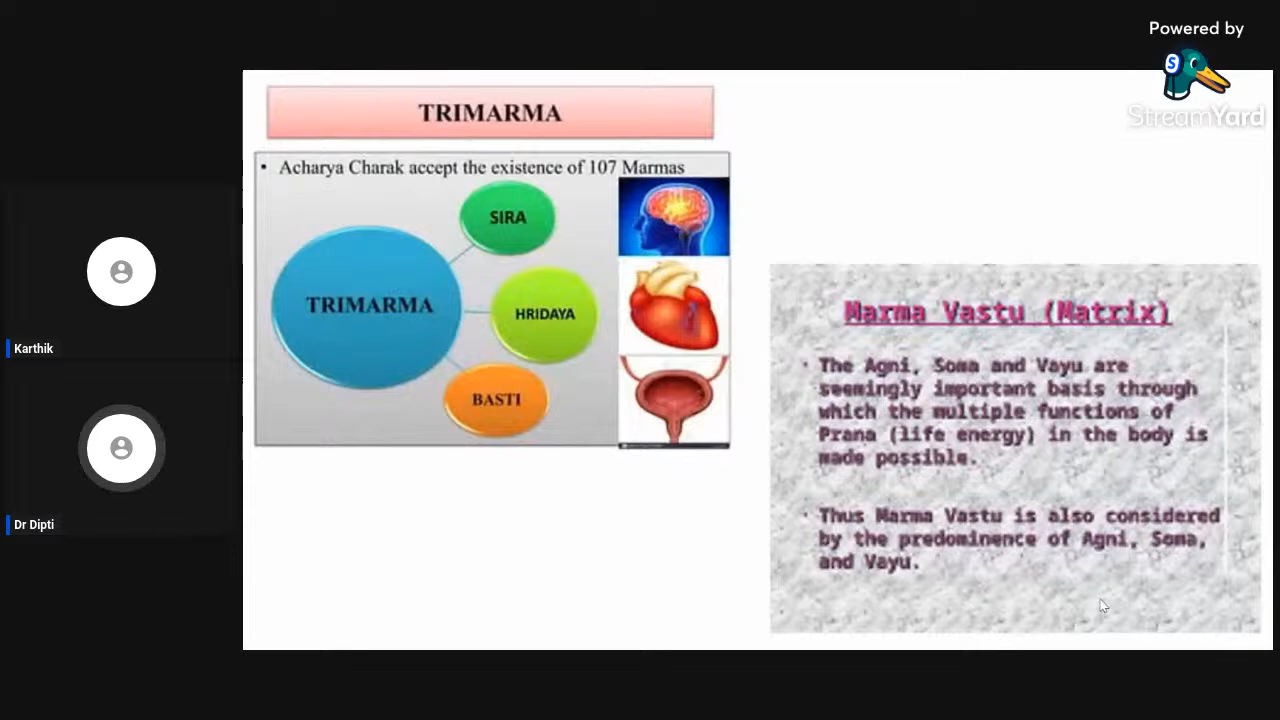 Powered by
S
StreamYard
TRIMARMA
• Acharya Charak accept the existence of 107 Marmas
SIRA
TRIMARMA
HRIDAYA
BASTI
Marma Vastu (Matrix)
• The Agni, Soma and Vayu are
seemingly important basis through
which the multiple functions of
Prana (life energy) in the body is
made possible.
• Thus Marma Vastu is also considered
by the predominence of Agni, Soma,
and Vayu.
Karthik
Dr Dipti